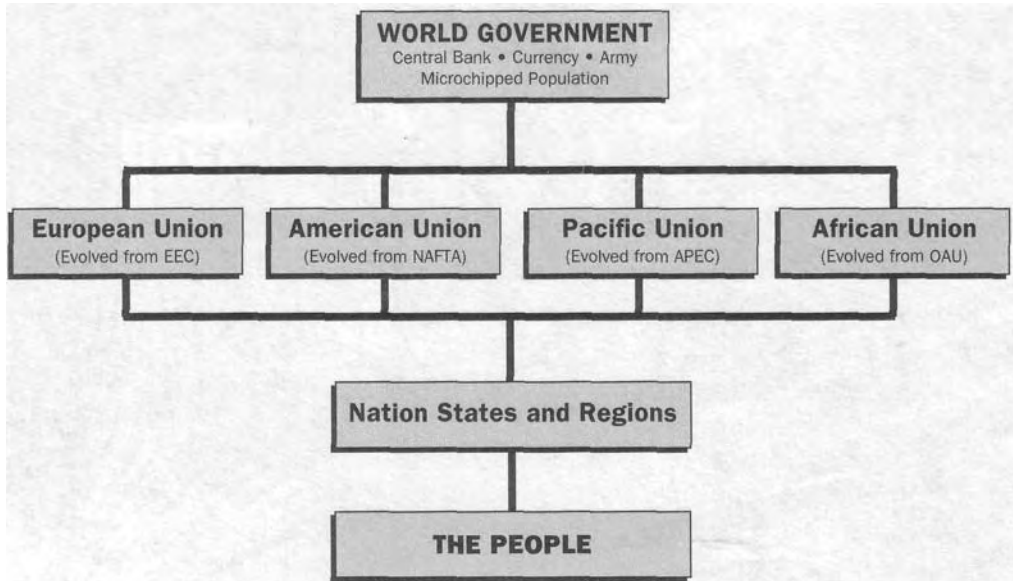 WORLD GOVERNMENT
Central Bank • Currency • Army
Microchipped Population
European Union
(Evolved from EEC)
American Union
(Evolved from NAFTA)
Pacific Union
(Evolved from APEC)
African Union
(Evolved from OAU)
Nation States and Regions
THE PEOPLE